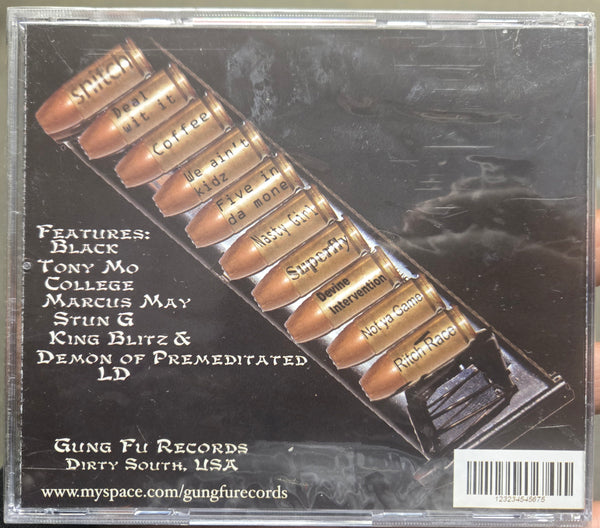 snitch
Deal
wit it
Coffee
We ain't
kidz
Five in
da mone
Nasty Girl
Superfly
Devine
Intervention
Not ya Game
Ritch Race
Features:
Black
Tony Mo
College
Marcus May
Stun G
King Blitz &
Demon of Premeditated
LD
Gung Fu Records
Dirty South, USA
www.myspace.com/gungfurecords
123234545675